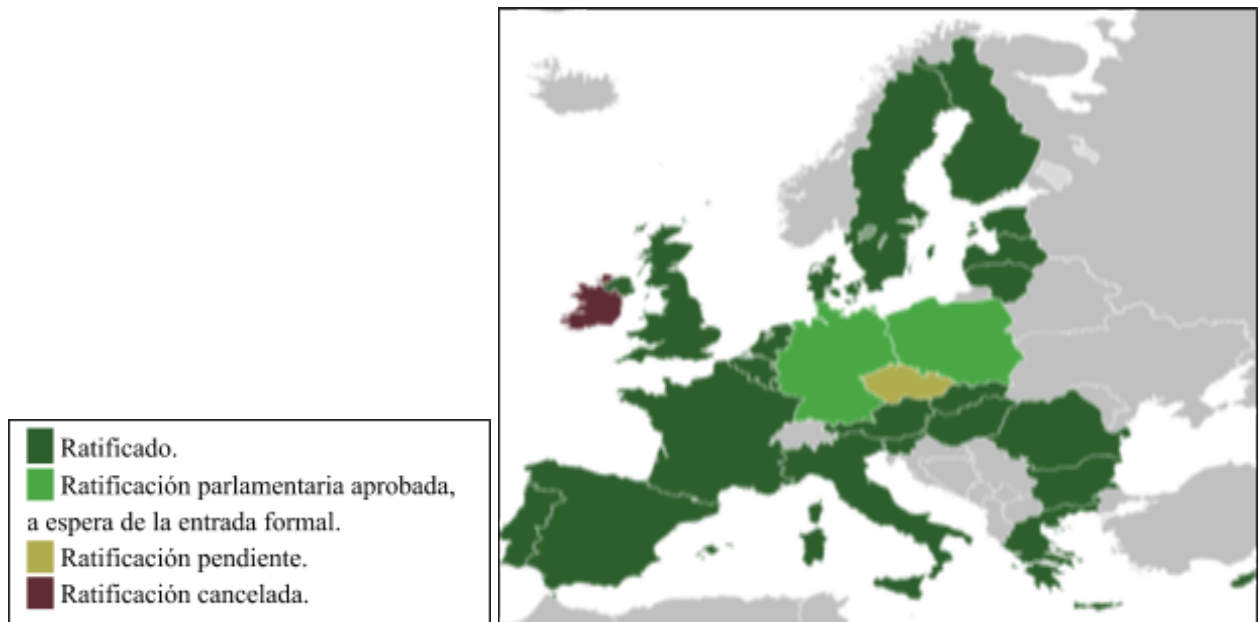 Ratificado.
Ratificación parlamentaria aprobada,
a espera de la entrada formal.
Ratificación pendiente.
Ratificación cancelada.